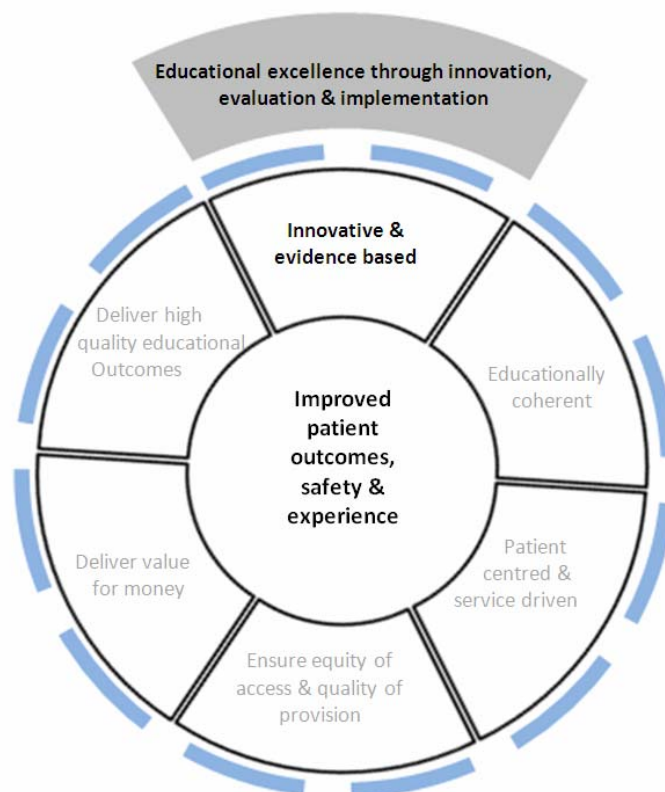 Educational excellence through innovation,
evaluation & implementation
Innovative &
evidence based
Deliver high
quality educational
Outcomes
Educationally
coherent
Improved
patient
outcomes,
safety &
experience
Deliver value
for money
Patient
centred &
service driven
Ensure equity of
access & quality of
provision